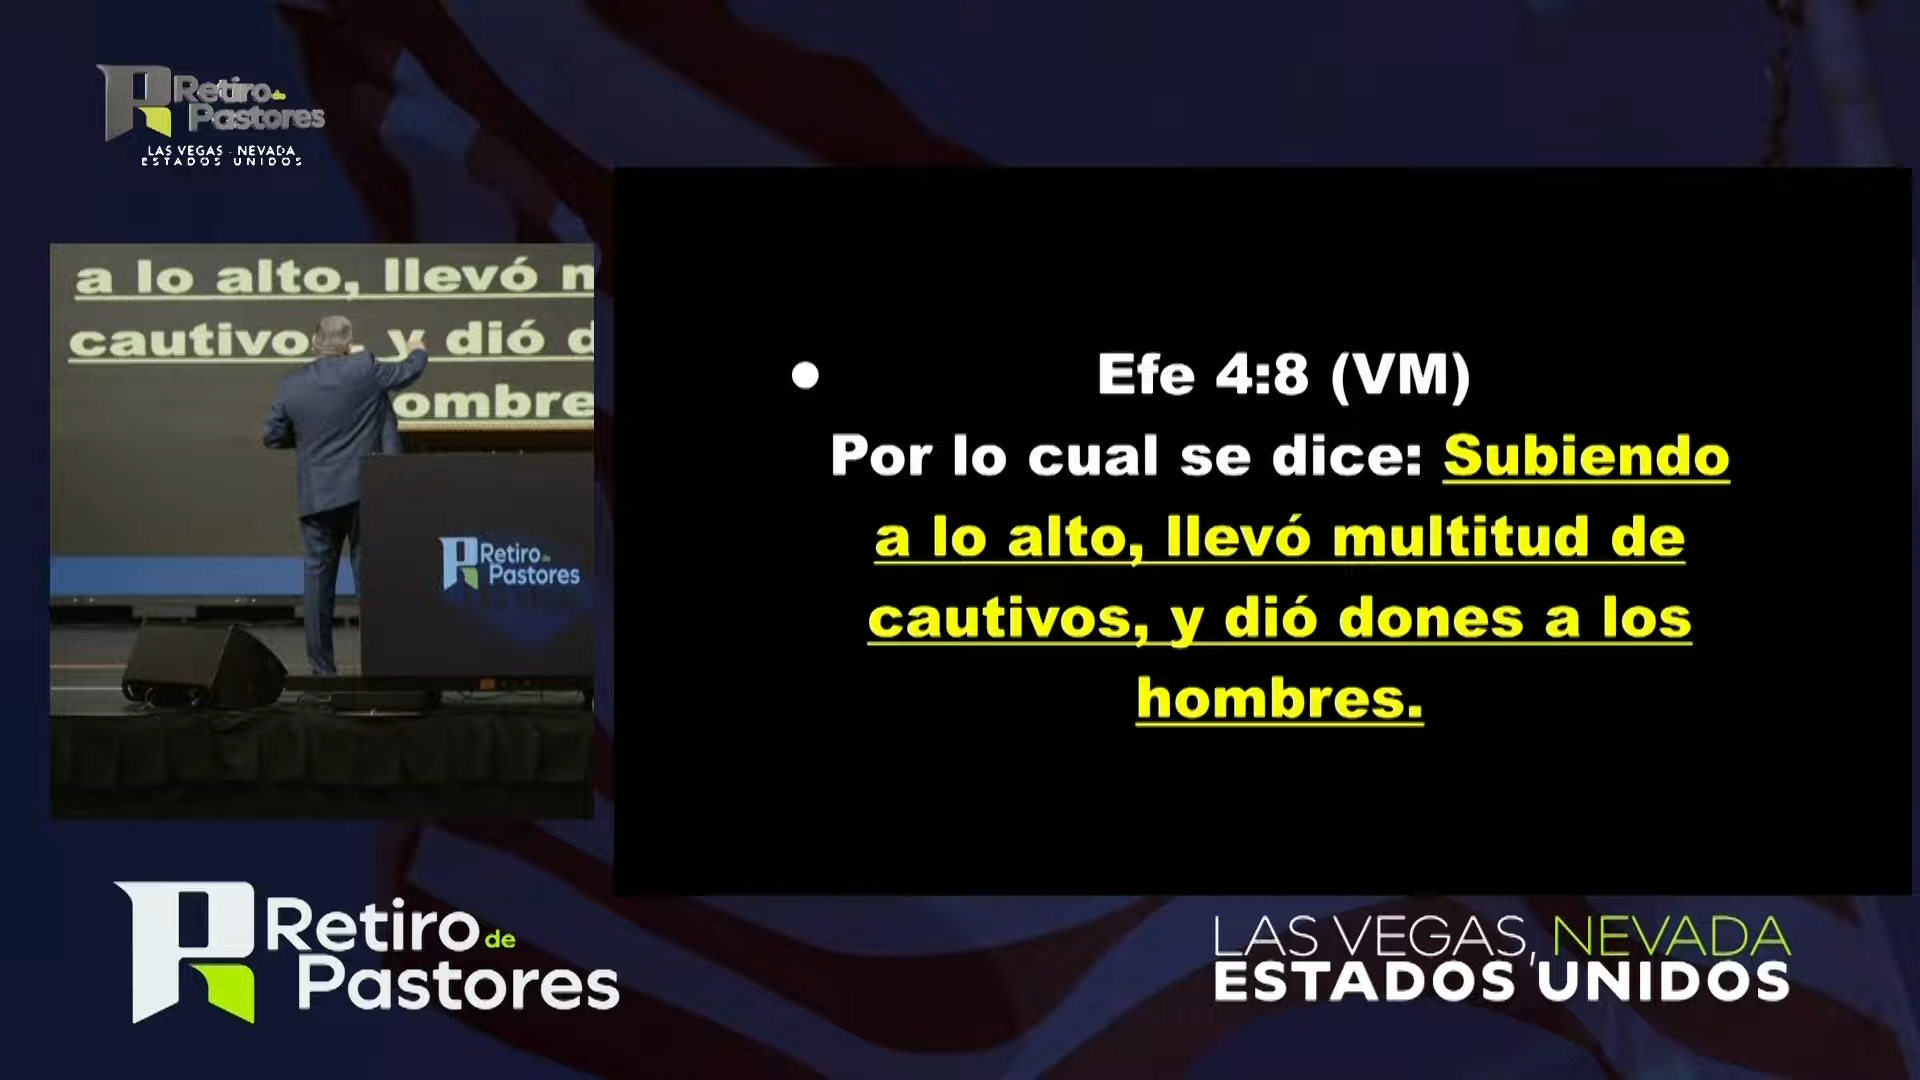 Retiro de
Pastores
LAS VEGAS - NEVADA
ESTADOS UNIDOS
a lo alto, llevó
cautivo y dió
ombre
Retiro de
Pastores
Efe 4:8 (VM)
Por lo cual se dice: Subiendo
a lo alto, llevó multitud de
cautivos, y dió dones a los
hombres.
Retiro de
Pastores
LAS VEGAS, NEVADA
ESTADOS UNIDOS